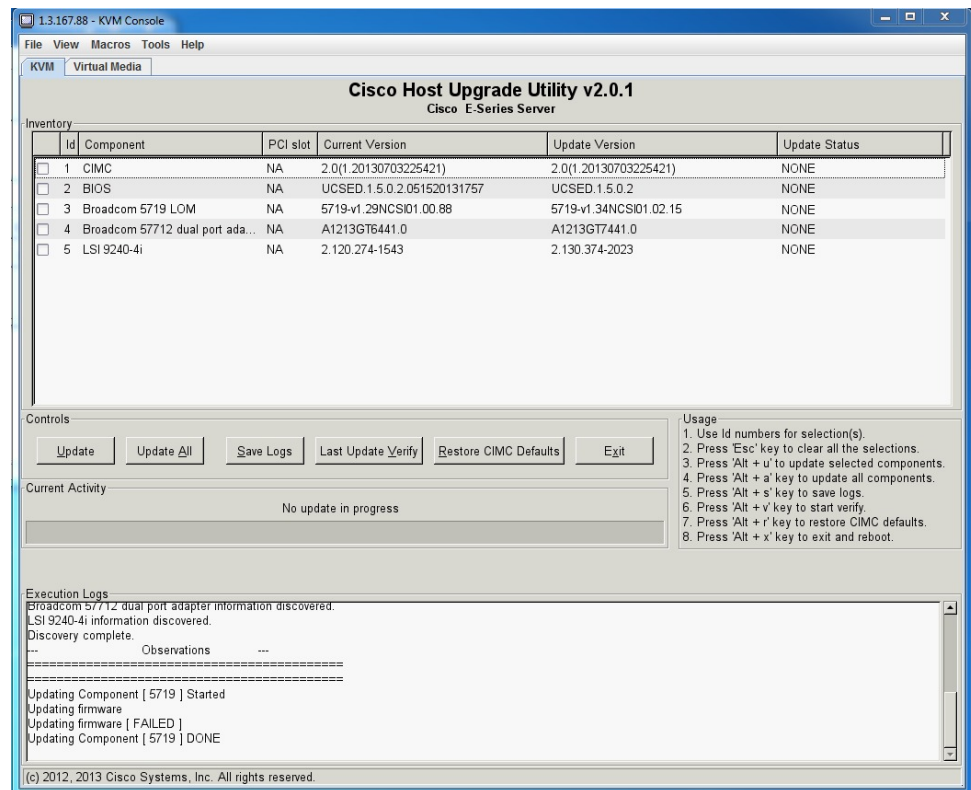 1.3.167.88 - KVM Console
File View Macros Tools Help
KVM Virtual Media
Cisco Host Upgrade Utility v2.0.1
Cisco E-Series Server
Inventory
Id Component PCI slot Current Version Update Version Update Status
1 CIMC NA 2.0(1.20130703225421) 2.0(1.20130703225421) NONE
2 BIOS NA UCSED.1.5.0.2.051520131757 UCSED.1.5.0.2 NONE
3 Broadcom 5719 LOM NA 5719-v1.29NCSI01.00.88 5719-v1.34NCSI01.02.15 NONE
4 Broadcom 57712 dual port ada... NA A1213GT6441.0 A1213GT7441.0 NONE
5 LSI 9240-4i NA 2.120.274-1543 2.130.374-2023 NONE
Controls
Update Update All Save Logs Last Update Verify Restore CIMC Defaults Exit
Usage
1. Use Id numbers for selection(s).
2. Press 'Esc' key to clear all the selections.
3. Press 'Alt + u' to update selected components.
4. Press 'Alt + a' key to update all components.
5. Press 'Alt + s' key to save logs.
6. Press 'Alt + v' key to start verify.
7. Press 'Alt + r' key to restore CIMC defaults.
8. Press 'Alt + x' key to exit and reboot.
Current Activity
No update in progress
Execution Logs
Broadcom 57712 dual port adapter information discovered.
LSI 9240-4i information discovered.
Discovery complete.
--- Observations ---
===========================================
===========================================
Updating Component [ 5719 ] Started
Updating firmware
Updating firmware [ FAILED ]
Updating Component [ 5719 ] DONE
(c) 2012, 2013 Cisco Systems, Inc. All rights reserved.